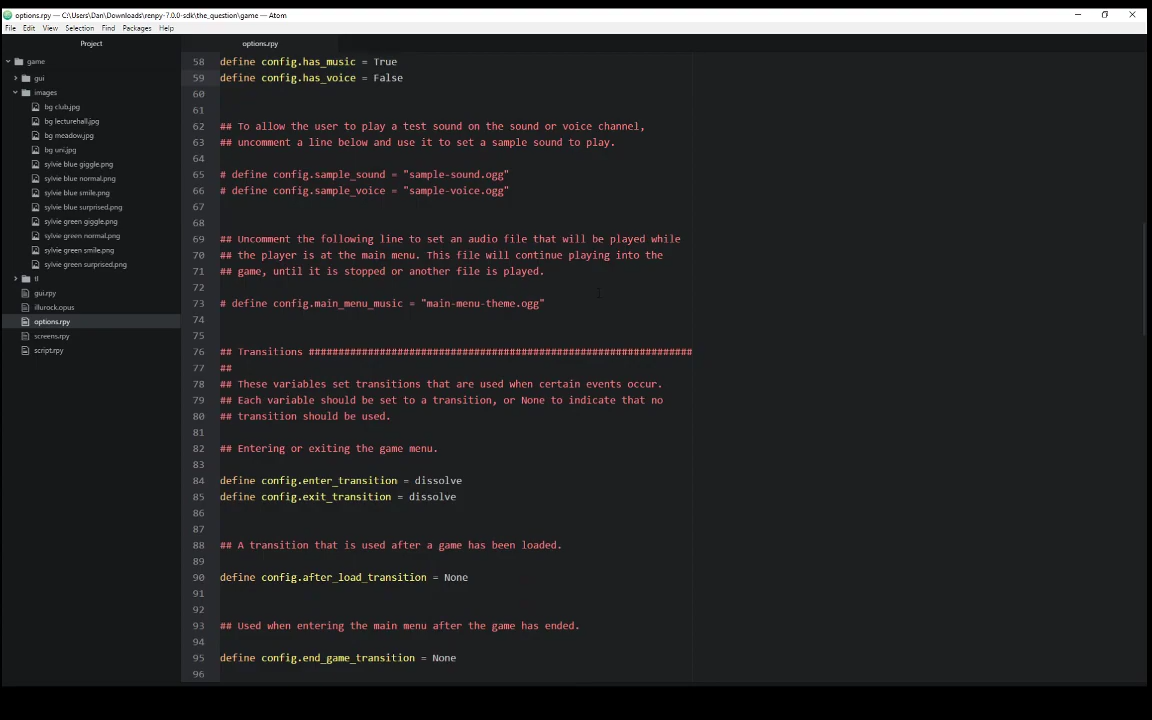 options.rpy — C:\Users\Dan\Downloads\renpy-7.0.0-sdk\the_question\game — Atom
File Edit View Selection Find Packages Help
Project
options.rpy
game
gui
images
bg club.jpg
bg lecturehall.jpg
bg meadow.jpg
bg uni.jpg
sylvie blue giggle.png
sylvie blue normal.png
sylvie blue smile.png
sylvie blue surprised.png
sylvie green giggle.png
sylvie green normal.png
sylvie green smile.png
sylvie green surprised.png
tl
gui.rpy
illurock.opus
options.rpy
screens.rpy
script.rpy
58 define config.has_music = True
59 define config.has_voice = False
60
61
62 ## To allow the user to play a test sound on the sound or voice channel,
63 ## uncomment a line below and use it to set a sample sound to play.
64
65 # define config.sample_sound = "sample-sound.ogg"
66 # define config.sample_voice = "sample-voice.ogg"
67
68
69 ## Uncomment the following line to set an audio file that will be played while
70 ## the player is at the main menu. This file will continue playing into the
71 ## game, until it is stopped or another file is played.
72
73 # define config.main_menu_music = "main-menu-theme.ogg"
74
75
76 ## Transitions #################################################################
77 ##
78 ## These variables set transitions that are used when certain events occur.
79 ## Each variable should be set to a transition, or None to indicate that no
80 ## transition should be used.
81
82 ## Entering or exiting the game menu.
83
84 define config.enter_transition = dissolve
85 define config.exit_transition = dissolve
86
87
88 ## A transition that is used after a game has been loaded.
89
90 define config.after_load_transition = None
91
92
93 ## Used when entering the main menu after the game has ended.
94
95 define config.end_game_transition = None
96